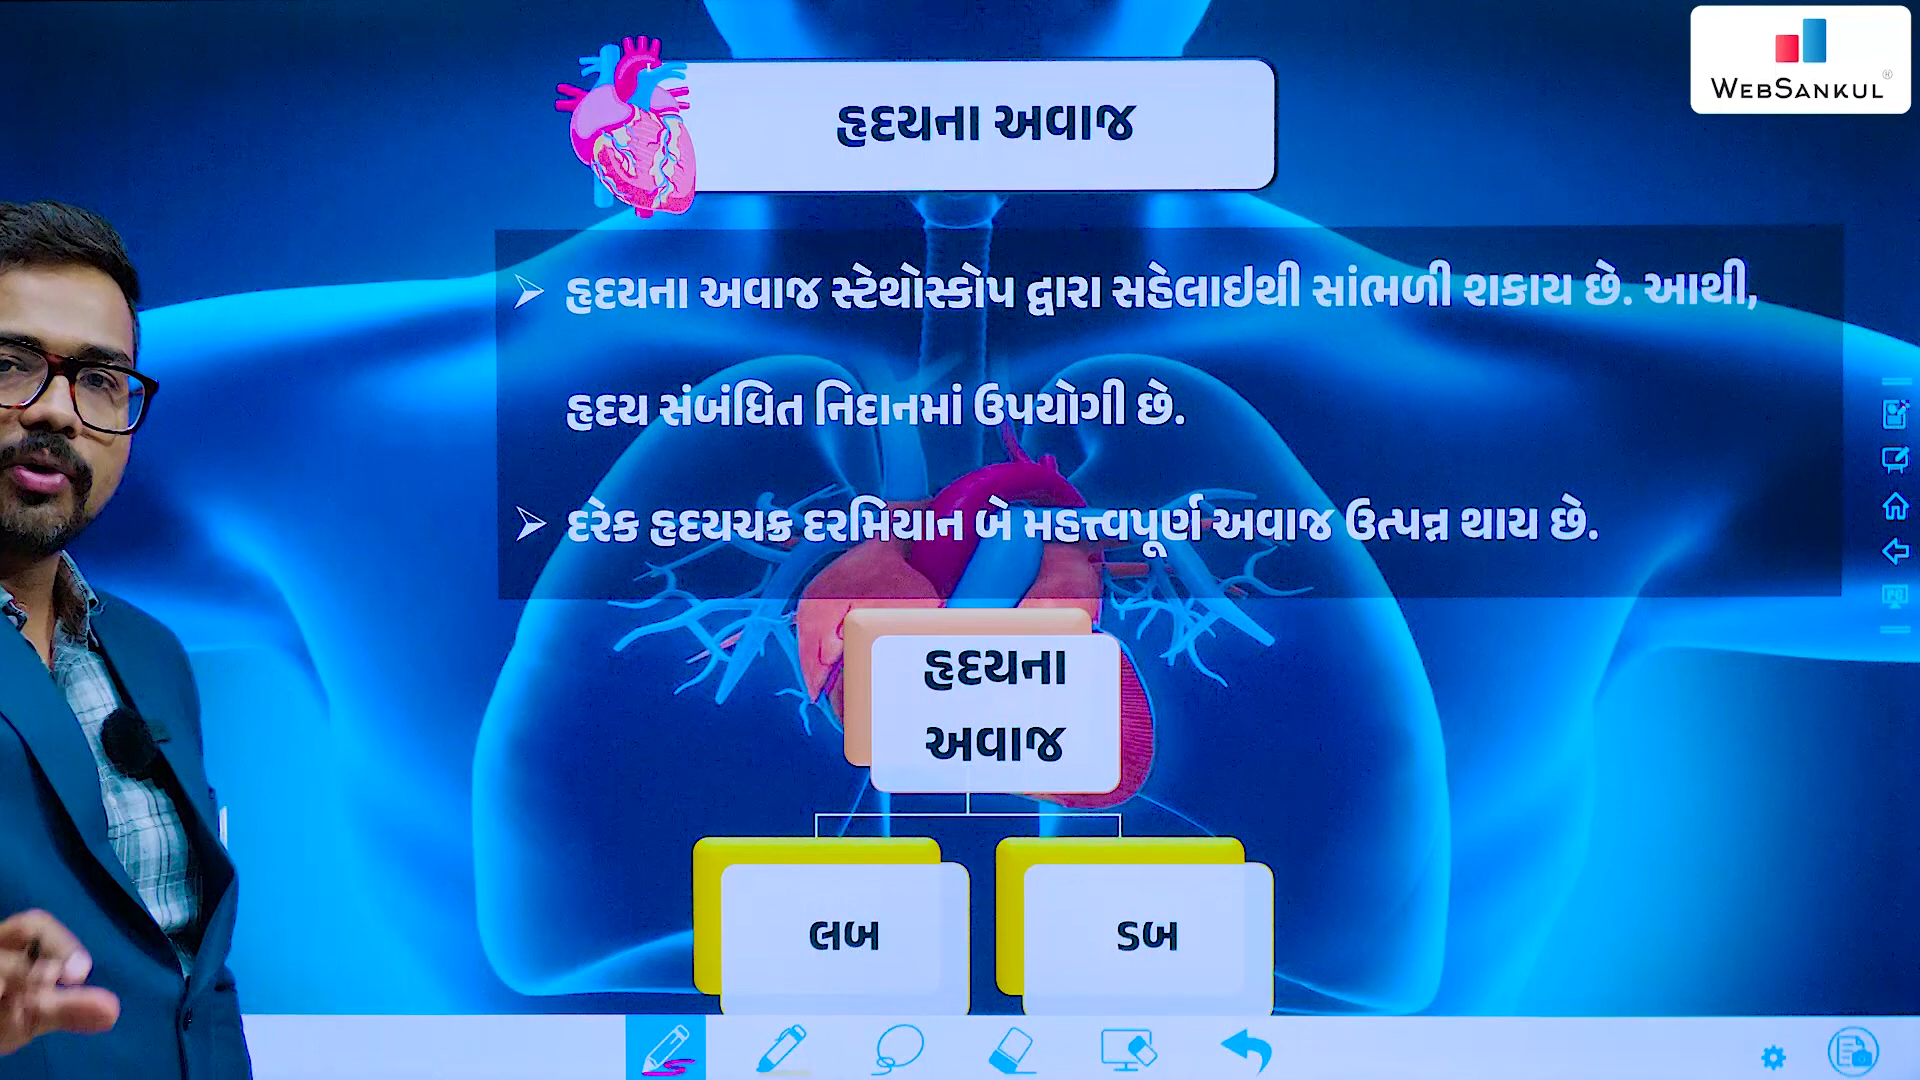 હૃદયના અવાજ
WEBSANKUL
➢ હૃદયના અવાજ સ્ટેથોસ્કોપ દ્વારા સહેલાઇથી સાંભળી શકાય છે. આથી,
હૃદય સંબંધિત નિદાનમાં ઉપયોગી છે.
➢ દરેક હૃદયચક્ર દરમિયાન બે મહત્ત્વપૂર્ણ અવાજ ઉત્પન્ન થાય છે.
હૃદયના
અવાજ
લબ
ડબ